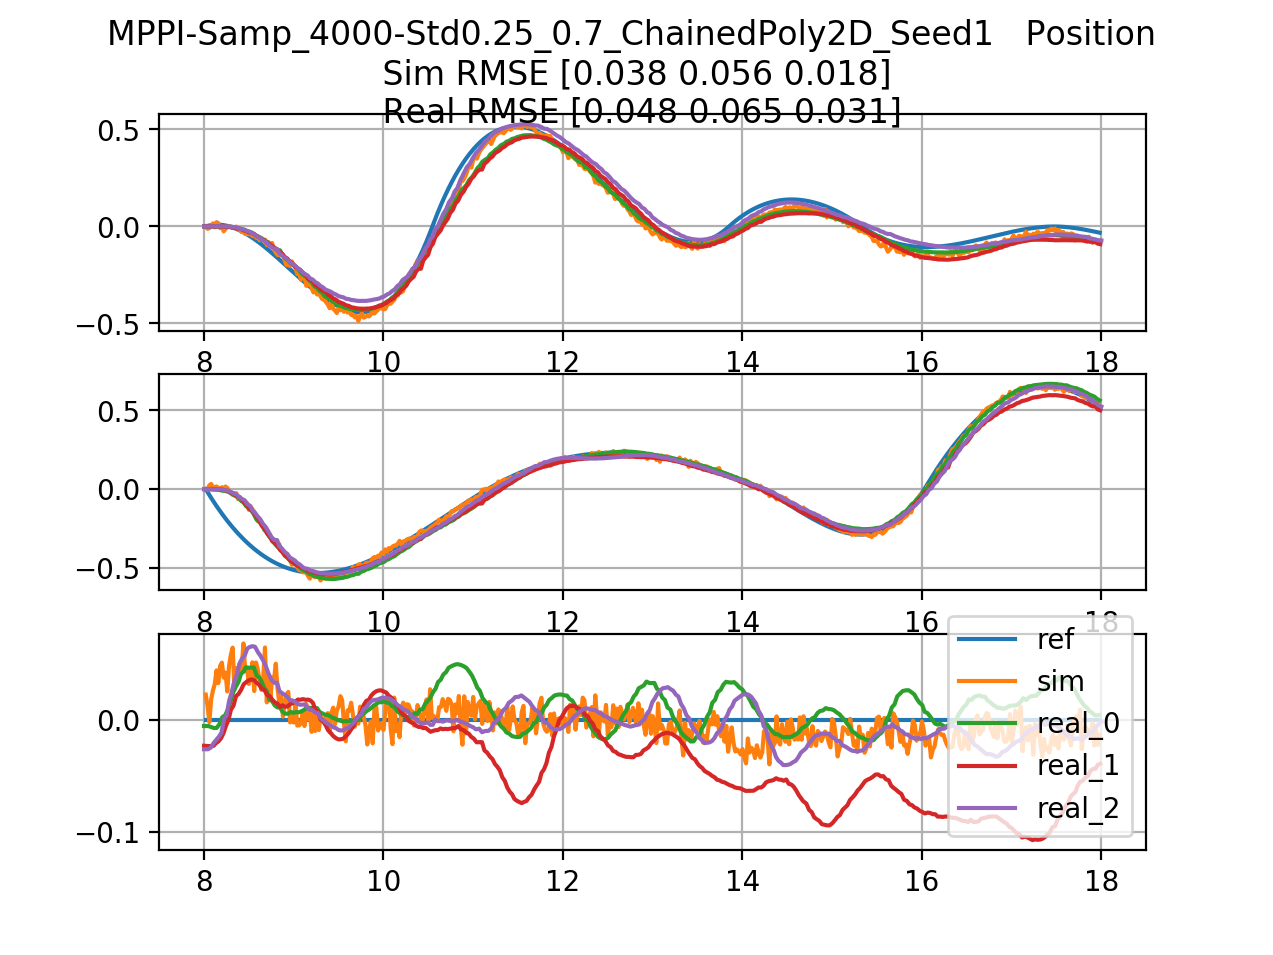 MPPI-Samp_4000-Std0.25_0.7_ChainedPoly2D_Seed1 Position
Sim RMSE [0.038 0.056 0.018]
Real RMSE [0.048 0.065 0.031]
0.5
0.0
−0.5
8 10 12 14 16 18
0.5
0.0
−0.5
8 10 12 14 16 18
0.0
−0.1
8 10 12 14 16 18
ref
sim
real_0
real_1
real_2